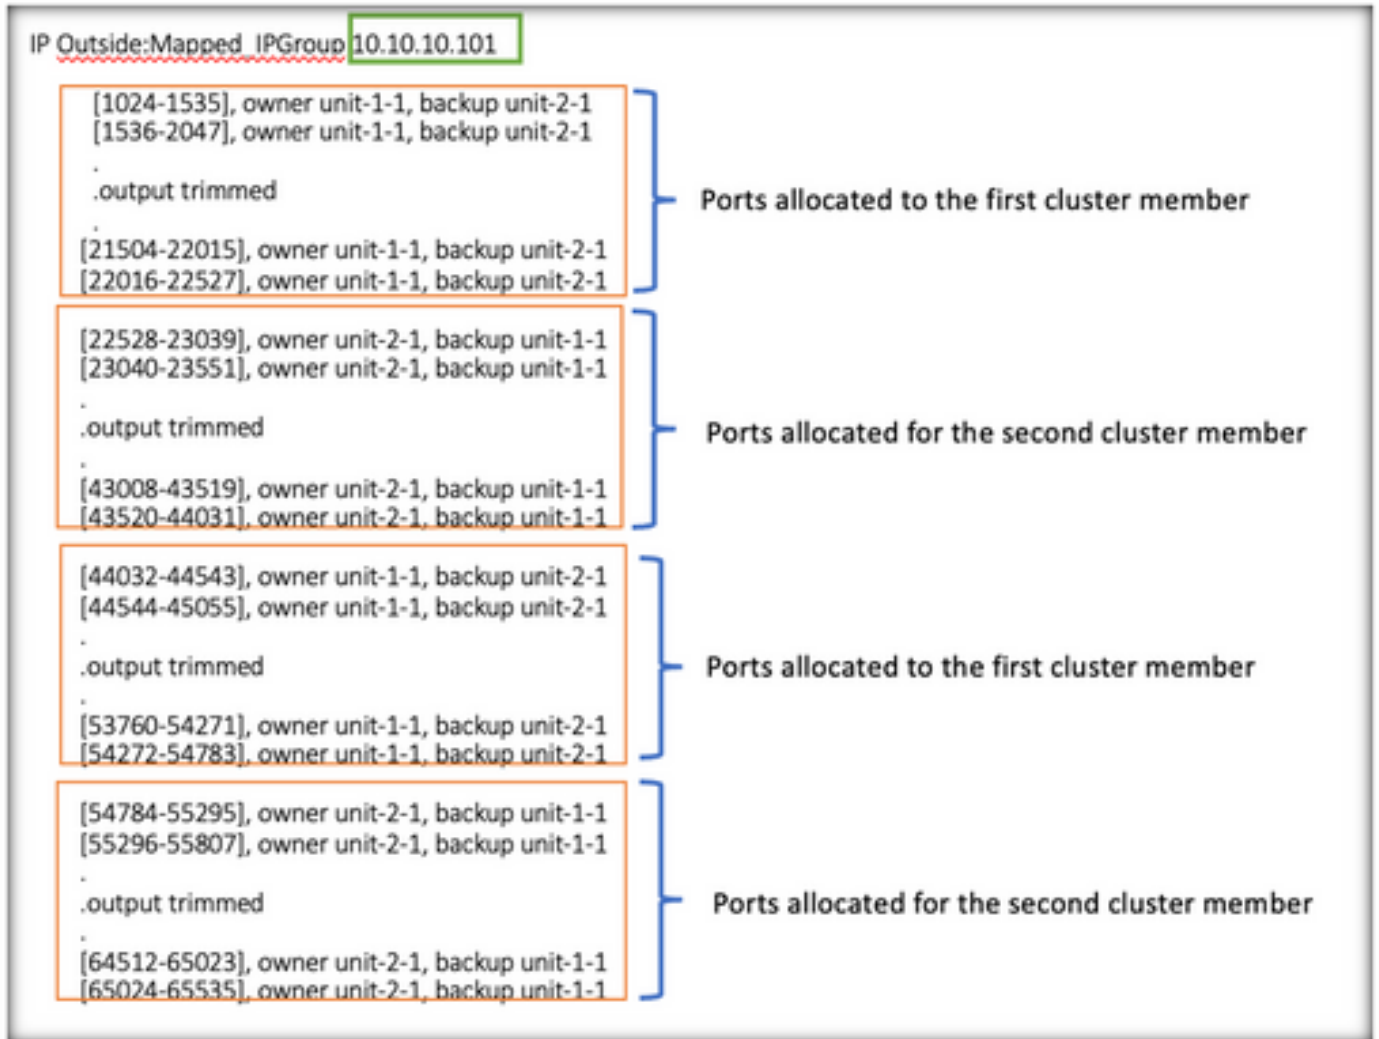 IP Outside:Mapped_IPGroup 10.10.10.101
[1024-1535], owner unit-1-1, backup unit-2-1
[1536-2047], owner unit-1-1, backup unit-2-1
.
.output trimmed
.
[21504-22015], owner unit-1-1, backup unit-2-1
[22016-22527], owner unit-1-1, backup unit-2-1
Ports allocated to the first cluster member
[22528-23039], owner unit-2-1, backup unit-1-1
[23040-23551], owner unit-2-1, backup unit-1-1
.
.output trimmed
.
[43008-43519], owner unit-2-1, backup unit-1-1
[43520-44031], owner unit-2-1, backup unit-1-1
Ports allocated for the second cluster member
[44032-44543], owner unit-1-1, backup unit-2-1
[44544-45055], owner unit-1-1, backup unit-2-1
.
.output trimmed
.
[53760-54271], owner unit-1-1, backup unit-2-1
[54272-54783], owner unit-1-1, backup unit-2-1
Ports allocated to the first cluster member
[54784-55295], owner unit-2-1, backup unit-1-1
[55296-55807], owner unit-2-1, backup unit-1-1
.
.output trimmed
.
[64512-65023], owner unit-2-1, backup unit-1-1
[65024-65535], owner unit-2-1, backup unit-1-1
Ports allocated for the second cluster member